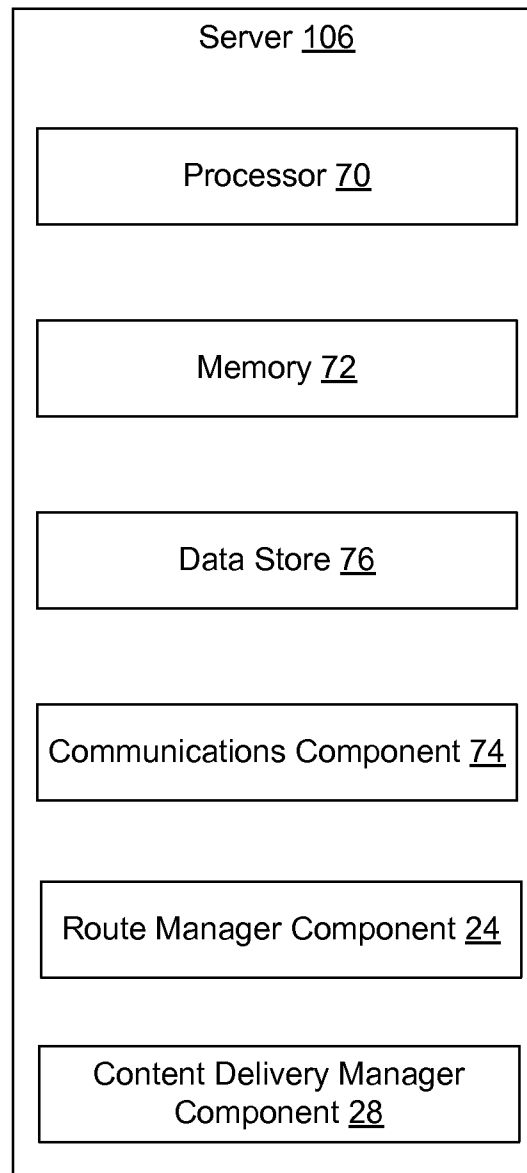 Server 106
Processor 70
Memory 72
Data Store 76
Communications Component 74
Route Manager Component 24
Content Delivery Manager
Component 28